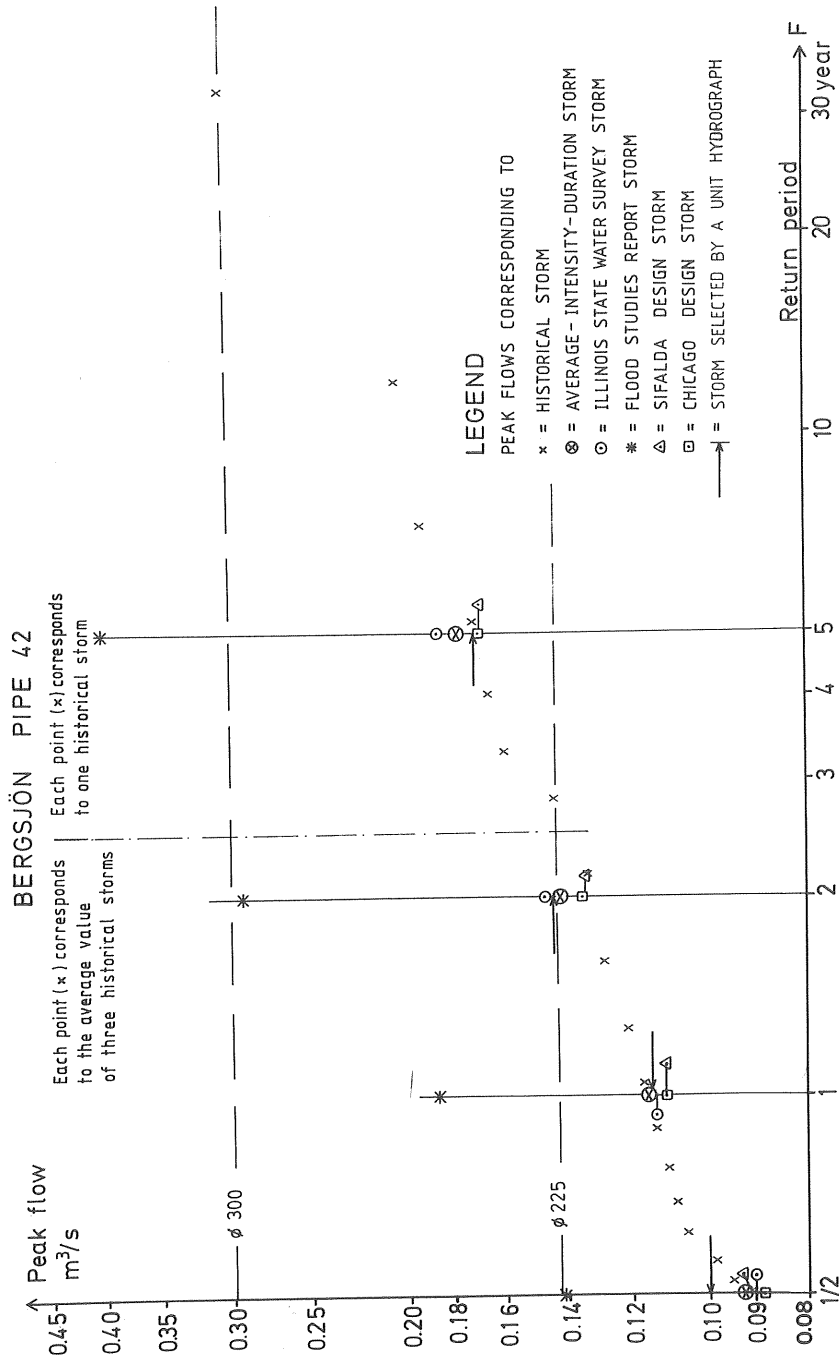 BERGSJÖN PIPE 42
Peak flow
m³/s
Each point (×) corresponds
to the average value
of three historical storms
Each point (×) corresponds
to one historical storm
0.45
0.40
0.35
0.30
0.25
0.20
0.18
0.16
0.14
0.10
0.09
0.08
φ 300
φ 225
LEGEND
PEAK FLOWS CORRESPONDING TO
× = HISTORICAL STORM
⊗ = AVERAGE-INTENSITY-DURATION STORM
⊙ = ILLINOIS STATE WATER SURVEY STORM
✳ = FLOOD STUDIES REPORT STORM
◬ = SIFALDA DESIGN STORM
⊡ = CHICAGO DESIGN STORM
→ = STORM SELECTED BY A UNIT HYDROGRAPH
Return period F
1/2 1 2 3 4 5 10 20 30 year